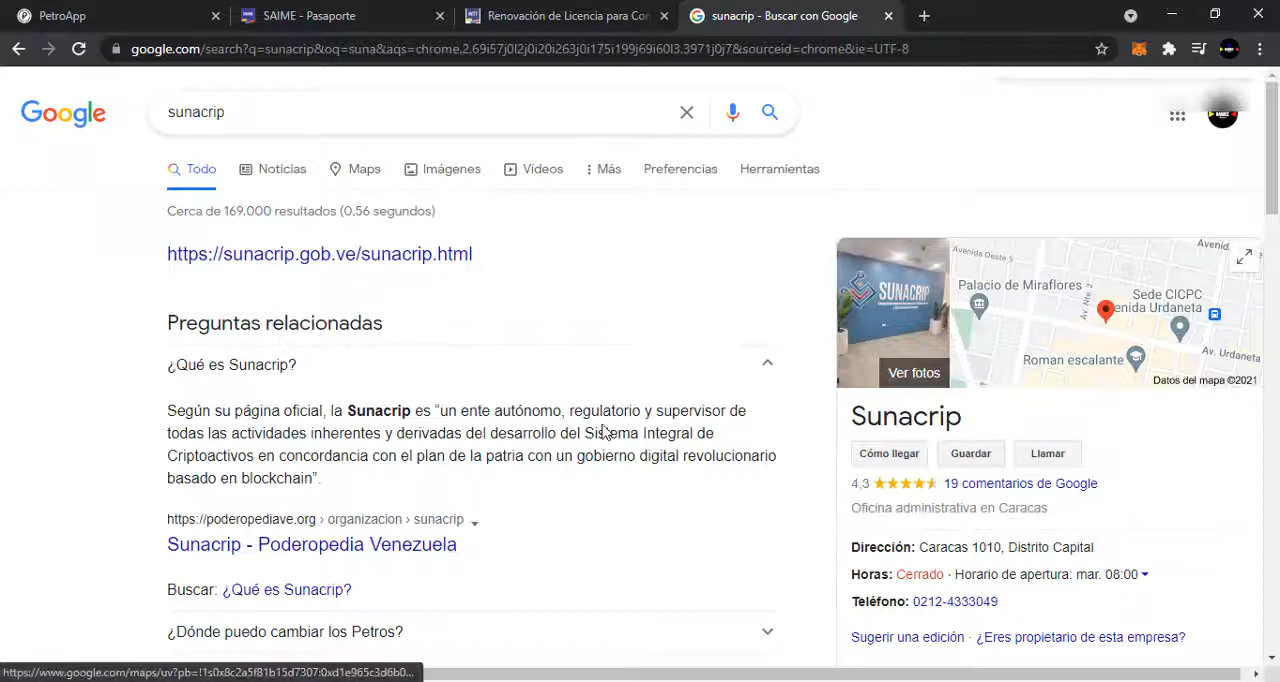 PetroApp
SAIME - Pasaporte
Renovación de Licencia para Con
sunacrip - Buscar con Google
google.com/search?q=sunacrip&oq=suna&aqs=chrome.2.69i57j0l2j0i20i263j0i175i199j69i60l3.3971j0j7&sourceid=chrome&ie=UTF-8
Google
sunacrip
Todo
Noticias
Maps
Imágenes
Vídeos
Más
Preferencias
Herramientas
Cerca de 169.000 resultados (0,56 segundos)
https://sunacrip.gob.ve/sunacrip.html
Preguntas relacionadas
¿Qué es Sunacrip?
Según su página oficial, la Sunacrip es “un ente autónomo, regulatorio y supervisor de
todas las actividades inherentes y derivadas del desarrollo del Sistema Integral de
Criptoactivos en concordancia con el plan de la patria con un gobierno digital revolucionario
basado en blockchain”.
https://poderopediave.org › organizacion › sunacrip
Sunacrip - Poderopedia Venezuela
Buscar: ¿Qué es Sunacrip?
¿Dónde puedo cambiar los Petros?
SUNACRIP
Ver fotos
Avenida Oeste 5
Avenida
Palacio de Miraflores
Av. Nte 2
Sede CICPC
enida Urdaneta
Av. Urdaneta
Roman escalante
Datos del mapa ©2021
Sunacrip
Cómo llegar
Guardar
Llamar
4,3
19 comentarios de Google
Oficina administrativa en Caracas
Dirección: Caracas 1010, Distrito Capital
Horas: Cerrado · Horario de apertura: mar. 08:00
Teléfono: 0212-4333049
Sugerir una edición · ¿Eres propietario de esta empresa?
https://www.google.com/maps/uv?pb=!1s0x8c2a5f81b15d7307:0xd1e965c3d6b0...